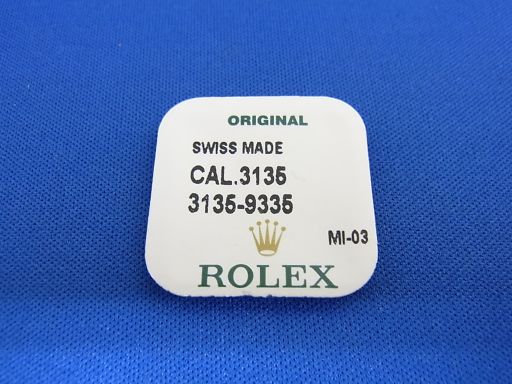 ORIGINAL
SWISS MADE
CAL.3135
3135-9335
MI-03
ROLEX